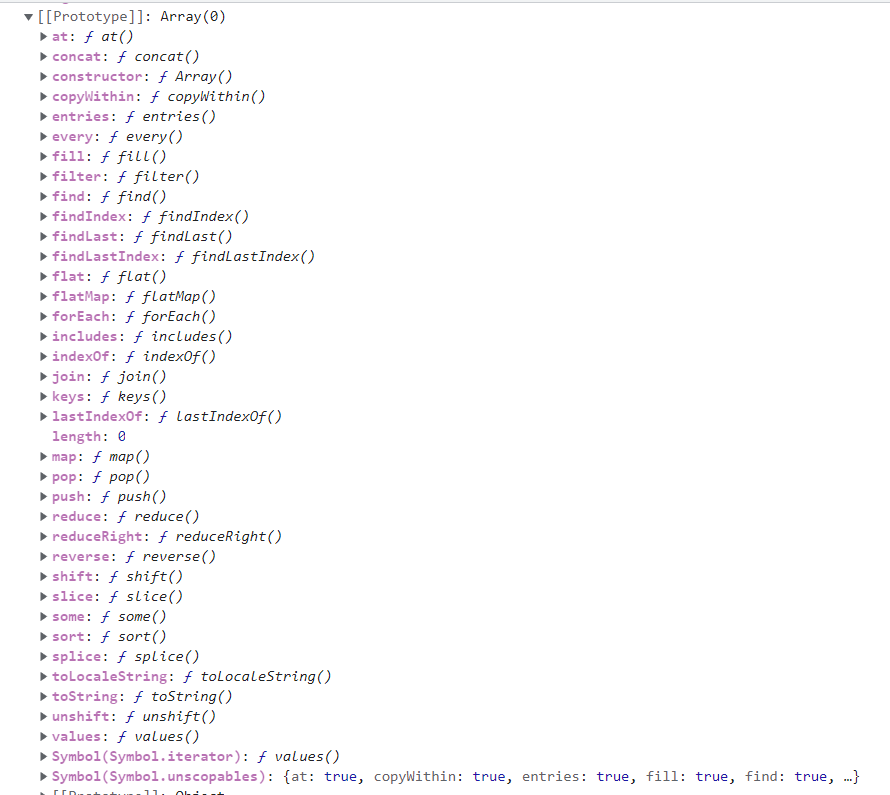 [[Prototype]]: Array(0)
at: ƒ at()
concat: ƒ concat()
constructor: ƒ Array()
copyWithin: ƒ copyWithin()
entries: ƒ entries()
every: ƒ every()
fill: ƒ fill()
filter: ƒ filter()
find: ƒ find()
findIndex: ƒ findIndex()
findLast: ƒ findLast()
findLastIndex: ƒ findLastIndex()
flat: ƒ flat()
flatMap: ƒ flatMap()
forEach: ƒ forEach()
includes: ƒ includes()
indexOf: ƒ indexOf()
join: ƒ join()
keys: ƒ keys()
lastIndexOf: ƒ lastIndexOf()
length: 0
map: ƒ map()
pop: ƒ pop()
push: ƒ push()
reduce: ƒ reduce()
reduceRight: ƒ reduceRight()
reverse: ƒ reverse()
shift: ƒ shift()
slice: ƒ slice()
some: ƒ some()
sort: ƒ sort()
splice: ƒ splice()
toLocaleString: ƒ toLocaleString()
toString: ƒ toString()
unshift: ƒ unshift()
values: ƒ values()
Symbol(Symbol.iterator): ƒ values()
Symbol(Symbol.unscopables): {at: true, copyWithin: true, entries: true, fill: true, find: true, …}
[[Prototype]]: Object